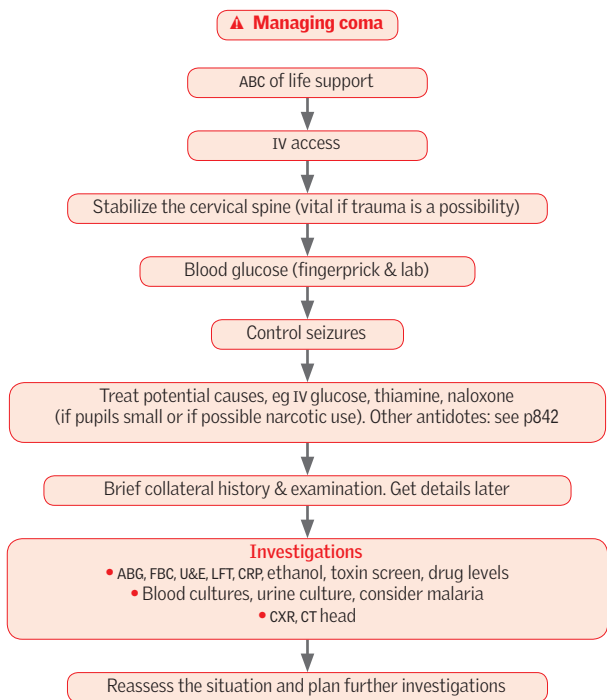 ⚠ Managing coma
ABC of life support
IV access
Stabilize the cervical spine (vital if trauma is a possibility)
Blood glucose (fingerprick & lab)
Control seizures
Treat potential causes, eg IV glucose, thiamine, naloxone
(if pupils small or if possible narcotic use). Other antidotes: see p842
Brief collateral history & examination. Get details later
Investigations
• ABG, FBC, U&E, LFT, CRP, ethanol, toxin screen, drug levels
• Blood cultures, urine culture, consider malaria
• CXR, CT head
Reassess the situation and plan further investigations